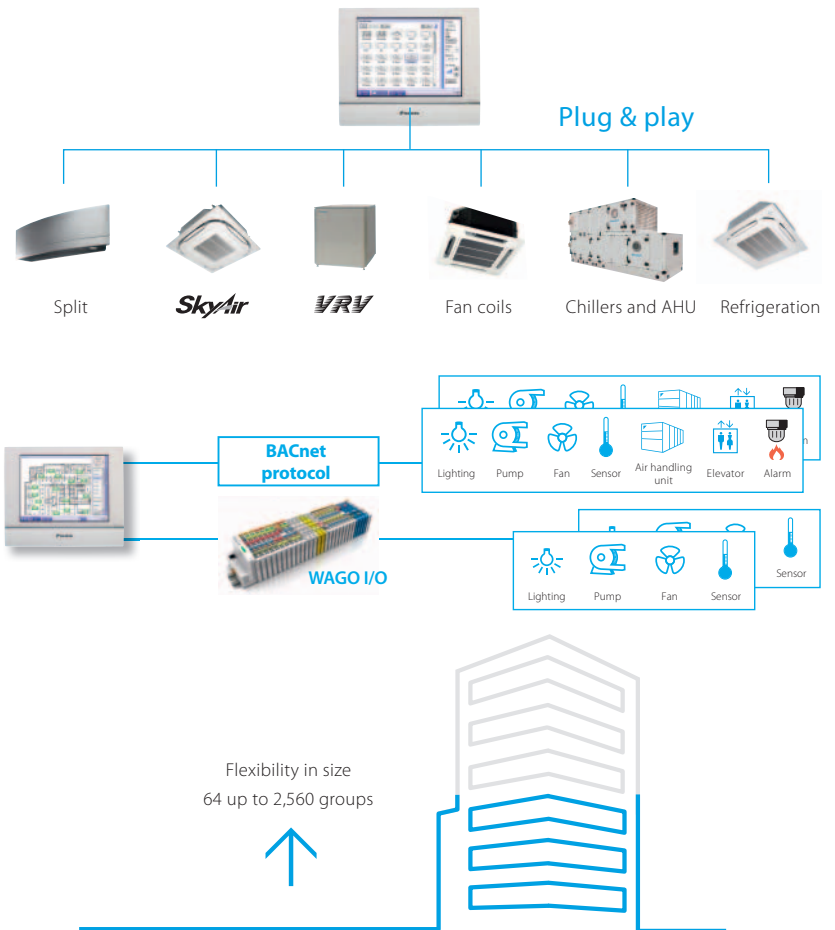 Plug & play
Split
SkyAir
VRV
Fan coils
Chillers and AHU
Refrigeration
BACnet
protocol
Lighting
Pump
Fan
Sensor
Air handling
unit
Elevator
Alarm
WAGO I/O
Lighting
Pump
Fan
Sensor
Sensor
Flexibility in size
64 up to 2,560 groups